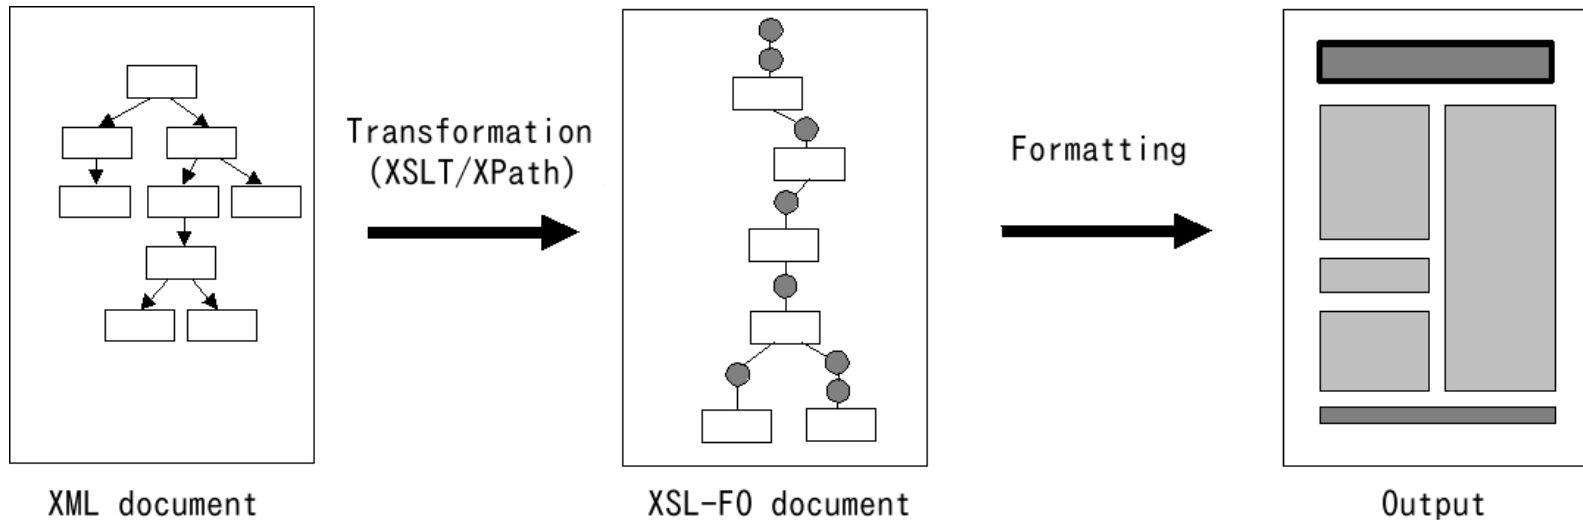 Transformation
(XSLT/XPath)
Formatting
XML document
XSL-FO document
Output